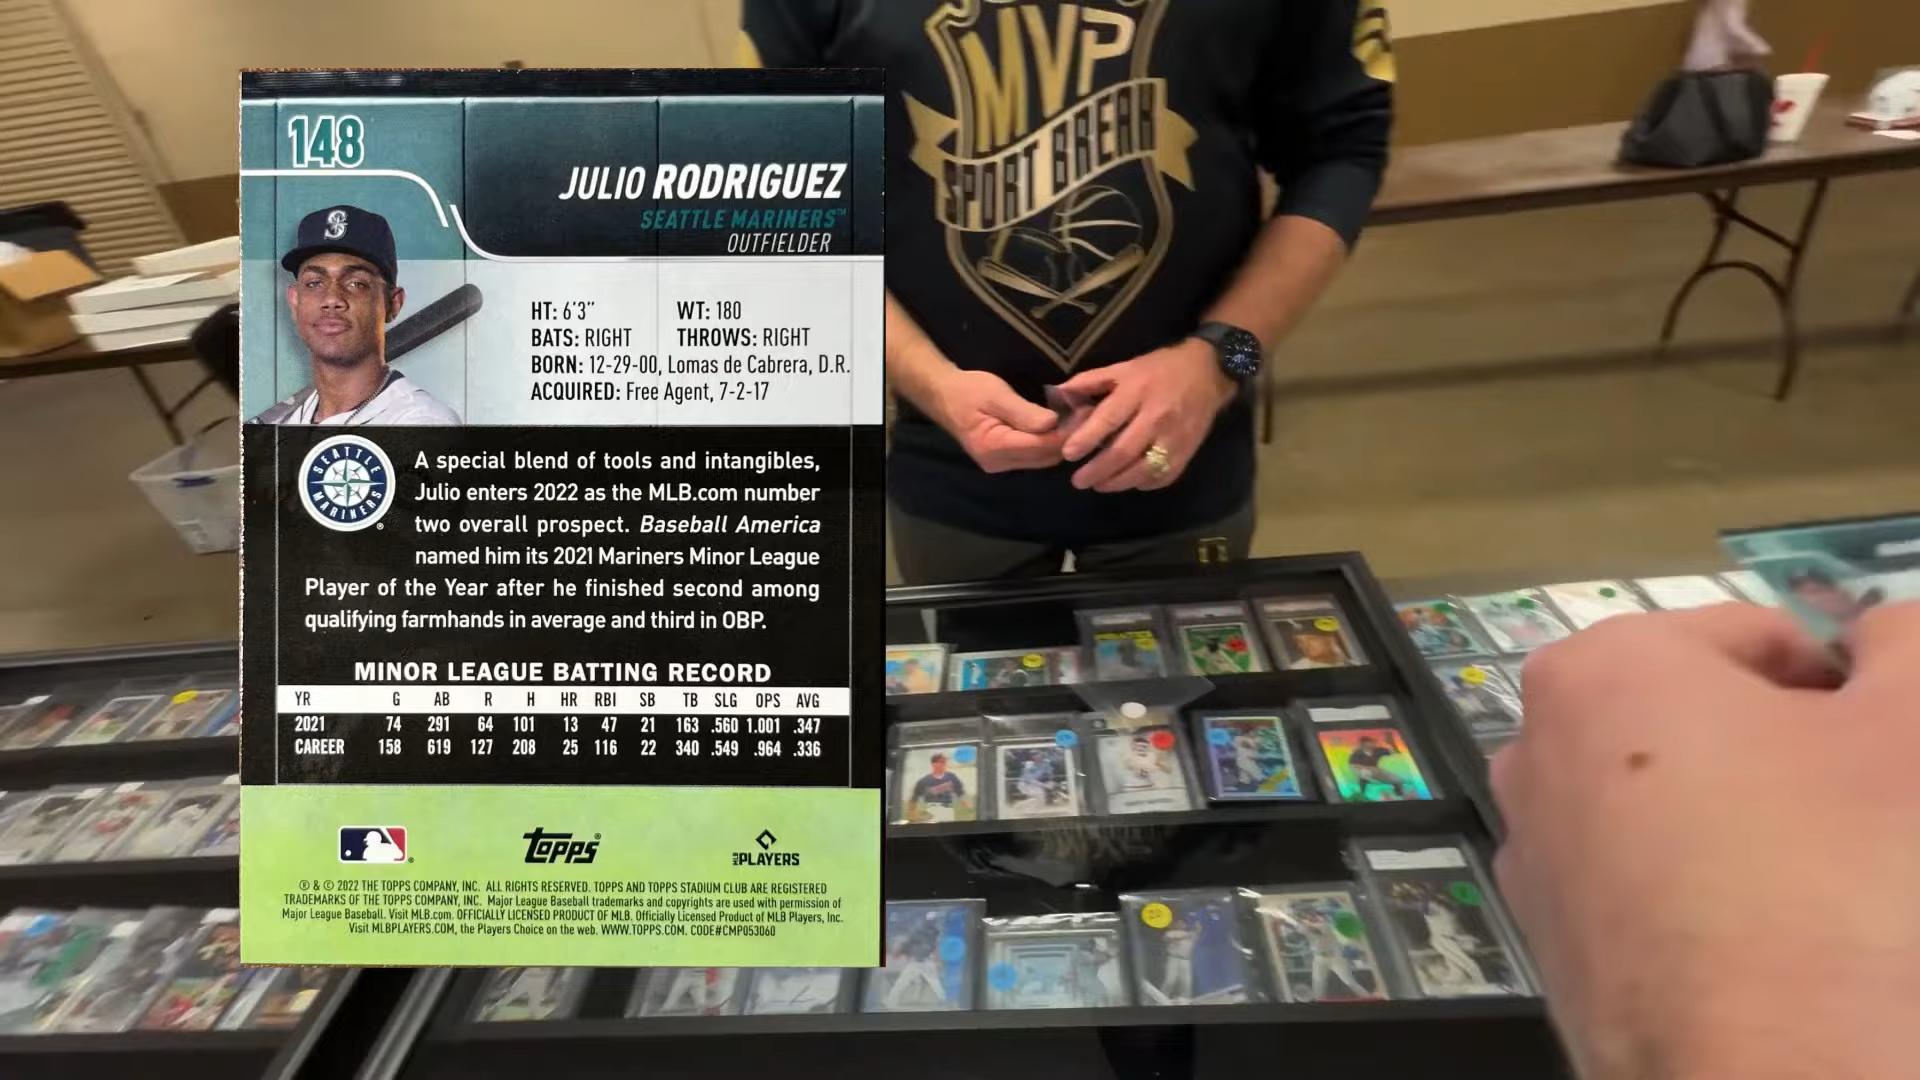 148
JULIO RODRIGUEZ
SEATTLE MARINERS™
OUTFIELDER
HT: 6'3" WT: 180
BATS: RIGHT THROWS: RIGHT
BORN: 12-29-00, Lomas de Cabrera, D.R.
ACQUIRED: Free Agent, 7-2-17
SEATTLE MARINERS
A special blend of tools and intangibles,
Julio enters 2022 as the MLB.com number
two overall prospect. Baseball America
named him its 2021 Mariners Minor League
Player of the Year after he finished second among
qualifying farmhands in average and third in OBP.
MINOR LEAGUE BATTING RECORD
YR G AB R H HR RBI SB TB SLG OPS AVG
2021 74 291 64 101 13 47 21 163 .560 1.001 .347
CAREER 158 619 127 208 25 116 22 340 .549 .964 .336
Topps®
MLB PLAYERS
® & © 2022 THE TOPPS COMPANY, INC. ALL RIGHTS RESERVED. TOPPS AND TOPPS STADIUM CLUB ARE REGISTERED
TRADEMARKS OF THE TOPPS COMPANY, INC. Major League Baseball trademarks and copyrights are used with permission of
Major League Baseball. Visit MLB.com. OFFICIALLY LICENSED PRODUCT OF MLB. Officially Licensed Product of MLB Players, Inc.
Visit MLBPLAYERS.COM, the Players Choice on the web. WWW.TOPPS.COM. CODE#CMP053060
MVP
SPORT BREAK